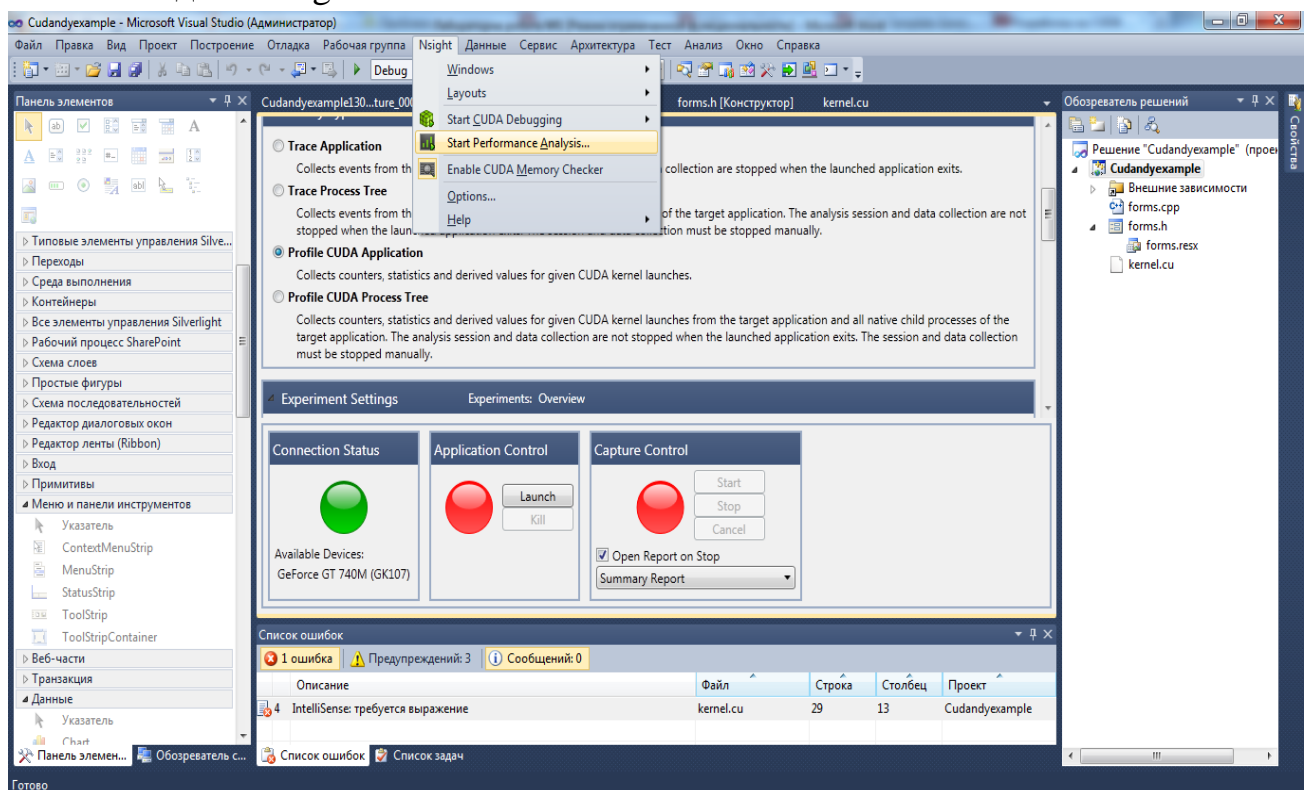 Cudandyexample - Microsoft Visual Studio (Администратор)
Файл Правка Вид Проект Построение Отладка Рабочая группа Nsight Данные Сервис Архитектура Тест Анализ Окно Справка
Debug
Windows
Layouts
Start CUDA Debugging
Start Performance Analysis...
Enable CUDA Memory Checker
Options...
Help
Панель элементов
Типовые элементы управления Silve...
Переходы
Среда выполнения
Контейнеры
Все элементы управления Silverlight
Рабочий процесс SharePoint
Схема слоев
Простые фигуры
Схема последовательностей
Редактор диалоговых окон
Редактор ленты (Ribbon)
Вход
Примитивы
Меню и панели инструментов
Указатель
ContextMenuStrip
MenuStrip
StatusStrip
ToolStrip
ToolStripContainer
Веб-части
Транзакция
Данные
Указатель
Chart
Панель элемен... Обозреватель с...
Cudandyexample130...ture_00 forms.h [Конструктор] kernel.cu
Trace Application
Collects events from th collection are stopped when the launched application exits.
Trace Process Tree
Collects events from th of the target application. The analysis session and data collection are not
stopped when the laun must be stopped manually.
Profile CUDA Application
Collects counters, statistics and derived values for given CUDA kernel launches.
Profile CUDA Process Tree
Collects counters, statistics and derived values for given CUDA kernel launches from the target application and all native child processes of the
target application. The analysis session and data collection are not stopped when the launched application exits. The session and data collection
must be stopped manually.
Experiment Settings Experiments: Overview
Connection Status
Available Devices:
GeForce GT 740M (GK107)
Application Control
Launch
Kill
Capture Control
Start
Stop
Cancel
Open Report on Stop
Summary Report
Список ошибок
1 ошибка Предупреждений: 3 Сообщений: 0
Описание Файл Строка Столбец Проект
4 IntelliSense: требуется выражение kernel.cu 29 13 Cudandyexample
Список ошибок Список задач
Обозреватель решений
Решение "Cudandyexample" (проек
Cudandyexample
Внешние зависимости
forms.cpp
forms.h
forms.resx
kernel.cu
Свойства
Готово